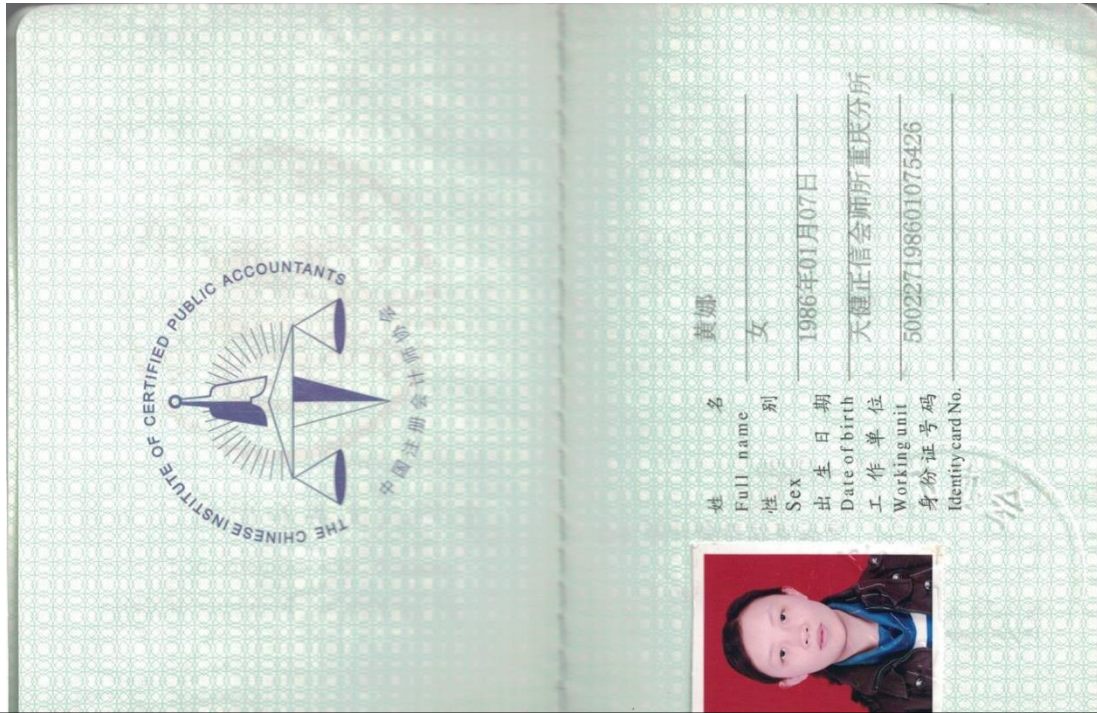 THE CHINESE INSTITUTE OF CERTIFIED PUBLIC ACCOUNTANTS
中国注册会计师协会
姓 名 黄娜
Full name
性 别 女
Sex
出 生 日 期 1986年01月07日
Date of birth
工 作 单 位 天健正信会师所重庆分所
Working unit
身 份 证 号 码 500227198601075426
Identity card No.